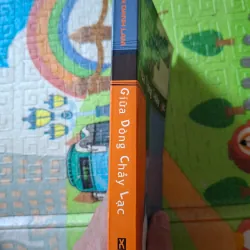 Giữa Dòng Chảy Lạc